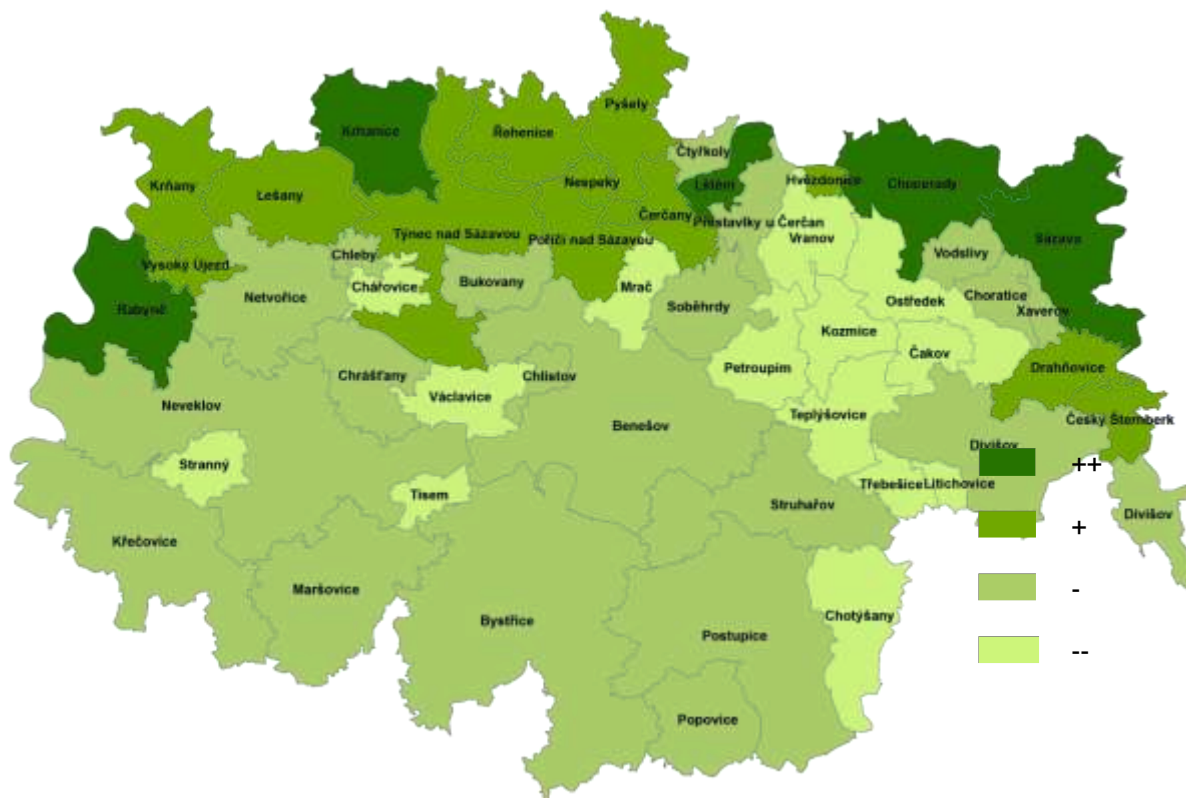 Pyšely
Krhanice
Řehenice
Čtyřkoly
Krňany
Lešany
Nespeky
Lštění
Hvězdonice
Chocerady
Čerčany
Přestavlky u Čerčan
Sázava
Týnec nad Sázavou
Poříčí nad Sázavou
Vranov
Vysoký Újezd
Chleby
Vodslivy
Rabyně
Netvořice
Chářovice
Bukovany
Mrač
Soběhrdy
Ostředek
Choratice
Xaverov
Kozmice
Čakov
Chrášťany
Chlistov
Petroupim
Drahňovice
Neveklov
Václavice
Teplýšovice
Benešov
Český Šternberk
Divišov
Stranný
++
Tisem
Třebešice
Litichovice
Struhařov
Divišov
+
Křečovice
Maršovice
-
Bystřice
Chotýšany
Postupice
--
Popovice